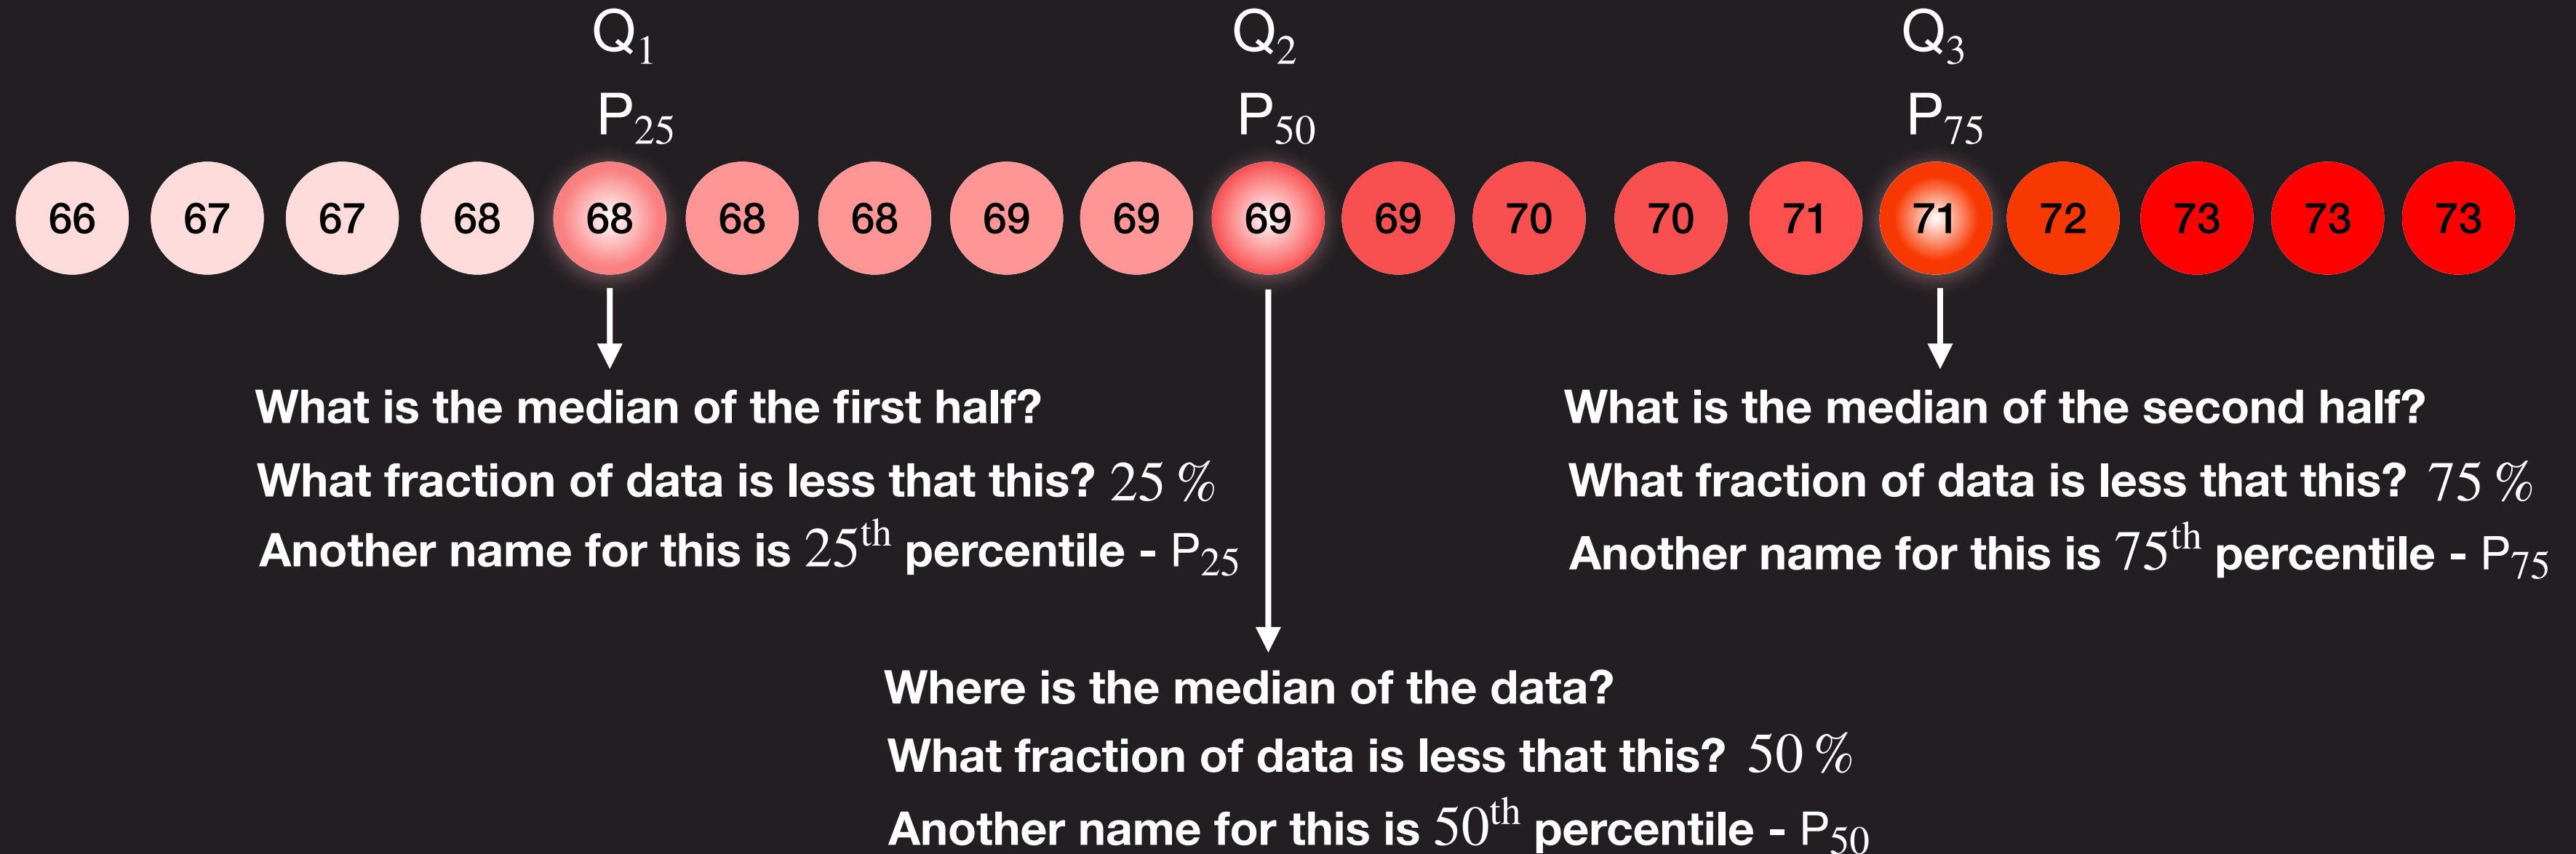 Q1 Q2 Q3
P25 P50 P75
66 67 67 68 68 68 68 69 69 69 69 70 70 71 71 72 73 73 73
What is the median of the first half?
What fraction of data is less that this? 25 %
Another name for this is 25th percentile - P25
What is the median of the second half?
What fraction of data is less that this? 75 %
Another name for this is 75th percentile - P75
Where is the median of the data?
What fraction of data is less that this? 50 %
Another name for this is 50th percentile - P50